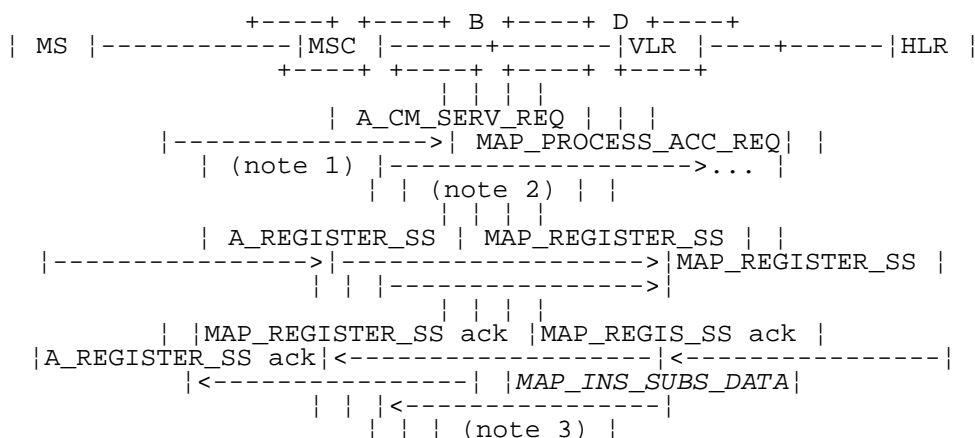 +----+ +----+ B +----+ D +----+
¦ MS ¦------------¦MSC ¦------+-------¦VLR ¦----+------¦HLR ¦
+----+ +----+ +----+ +----+
¦ ¦ ¦ ¦
¦ A_CM_SERV_REQ ¦ ¦ ¦
¦---------------->¦ MAP_PROCESS_ACC_REQ¦ ¦
¦ (note 1) ¦------------------->... ¦
¦ ¦ (note 2) ¦ ¦
¦ ¦ ¦ ¦
¦ A_REGISTER_SS ¦ MAP_REGISTER_SS ¦ ¦
¦---------------->¦------------------->¦MAP_REGISTER_SS ¦
¦ ¦ ¦---------------->¦
¦ ¦ ¦ ¦
¦ ¦MAP_REGISTER_SS ack ¦MAP_REGIS_SS ack ¦
¦A_REGISTER_SS ack¦<-------------------¦<----------------¦
¦<----------------¦ ¦MAP_INS_SUBS_DATA¦
¦ ¦ ¦<----------------¦
¦ ¦ ¦ (note 3) ¦